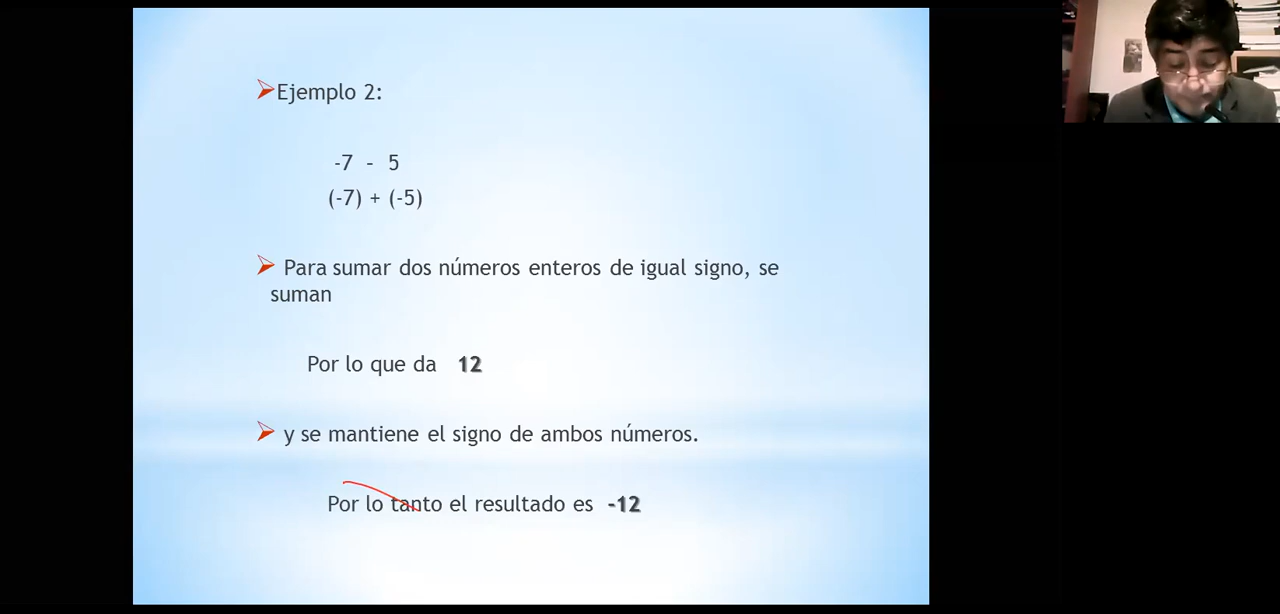 Ejemplo 2:
-7 - 5
(-7) + (-5)
Para sumar dos números enteros de igual signo, se
suman
Por lo que da 12
y se mantiene el signo de ambos números.
Por lo tanto el resultado es -12